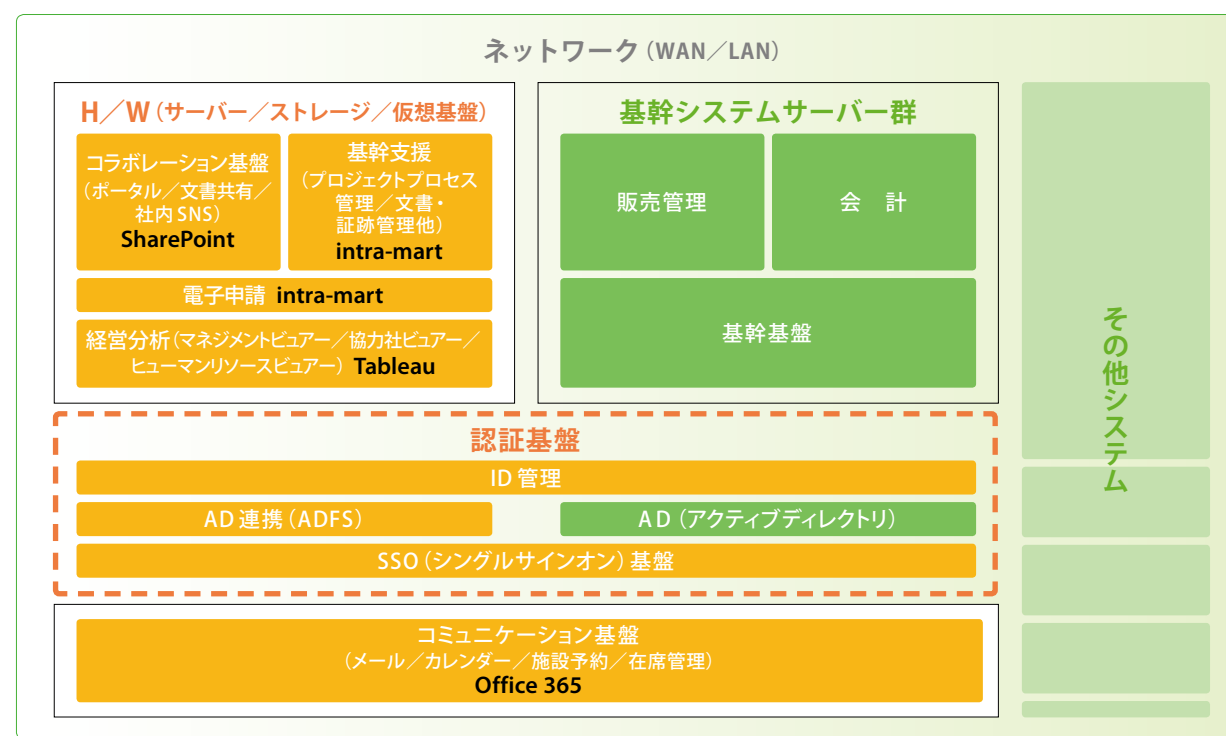 ネットワーク（WAN／LAN）
H／W（サーバー／ストレージ／仮想基盤）
コラボレーション基盤
（ポータル／文書共有／
社内SNS）
SharePoint
基幹支援
（プロジェクトプロセス
管理／文書・
証跡管理他）
intra-mart
電子申請 intra-mart
経営分析（マネジメントビュアー／協力社ビュアー／
ヒューマンリソースビュアー）Tableau
基幹システムサーバー群
販売管理
会　計
基幹基盤
認証基盤
ID管理
AD連携（ADFS）
AD（アクティブディレクトリ）
SSO（シングルサインオン）基盤
コミュニケーション基盤
（メール／カレンダー／施設予約／在席管理）
Office 365
その他システム